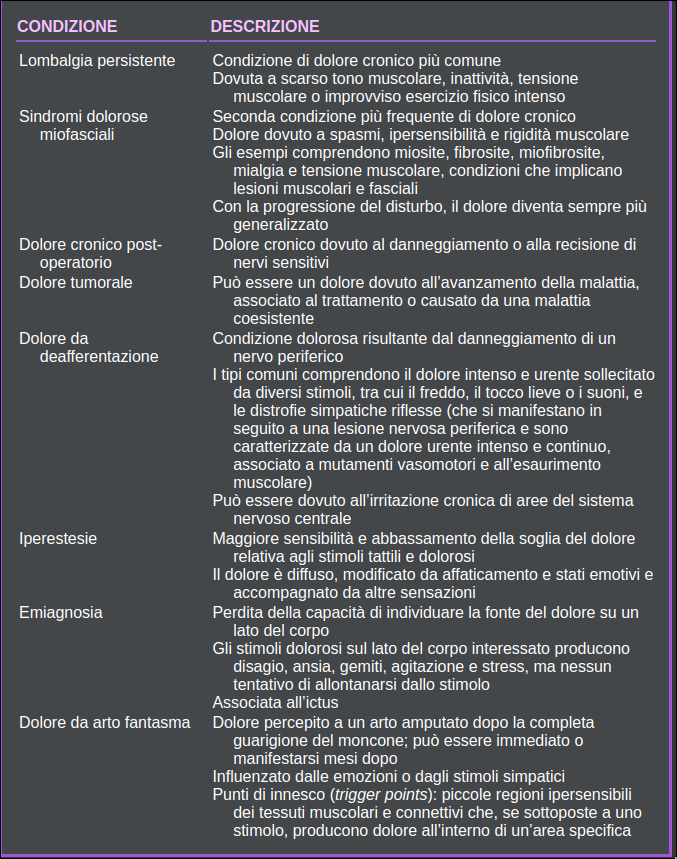 CONDIZIONE DESCRIZIONE
Lombalgia persistente Condizione di dolore cronico più comune
Dovuta a scarso tono muscolare, inattività, tensione
muscolare o improvviso esercizio fisico intenso
Sindromi dolorose Seconda condizione più frequente di dolore cronico
miofasciali Dolore dovuto a spasmi, ipersensibilità e rigidità muscolare
Gli esempi comprendono miosite, fibrosite, miofibrosite,
mialgia e tensione muscolare, condizioni che implicano
lesioni muscolari e fasciali
Con la progressione del disturbo, il dolore diventa sempre più
generalizzato
Dolore cronico post- Dolore cronico dovuto al danneggiamento o alla recisione di
operatorio nervi sensitivi
Dolore tumorale Può essere un dolore dovuto all’avanzamento della malattia,
associato al trattamento o causato da una malattia
coesistente
Dolore da Condizione dolorosa risultante dal danneggiamento di un
deafferentazione nervo periferico
I tipi comuni comprendono il dolore intenso e urente sollecitato
da diversi stimoli, tra cui il freddo, il tocco lieve o i suoni, e
le distrofie simpatiche riflesse (che si manifestano in
seguito a una lesione nervosa periferica e sono
caratterizzate da un dolore urente intenso e continuo,
associato a mutamenti vasomotori e all’esaurimento
muscolare)
Può essere dovuto all’irritazione cronica di aree del sistema
nervoso centrale
Iperestesie Maggiore sensibilità e abbassamento della soglia del dolore
relativa agli stimoli tattili e dolorosi
Il dolore è diffuso, modificato da affaticamento e stati emotivi e
accompagnato da altre sensazioni
Emiagnosia Perdita della capacità di individuare la fonte del dolore su un
lato del corpo
Gli stimoli dolorosi sul lato del corpo interessato producono
disagio, ansia, gemiti, agitazione e stress, ma nessun
tentativo di allontanarsi dallo stimolo
Associata all’ictus
Dolore da arto fantasma Dolore percepito a un arto amputato dopo la completa
guarigione del moncone; può essere immediato o
manifestarsi mesi dopo
Influenzato dalle emozioni o dagli stimoli simpatici
Punti di innesco (trigger points): piccole regioni ipersensibili
dei tessuti muscolari e connettivi che, se sottoposte a uno
stimolo, producono dolore all’interno di un’area specifica